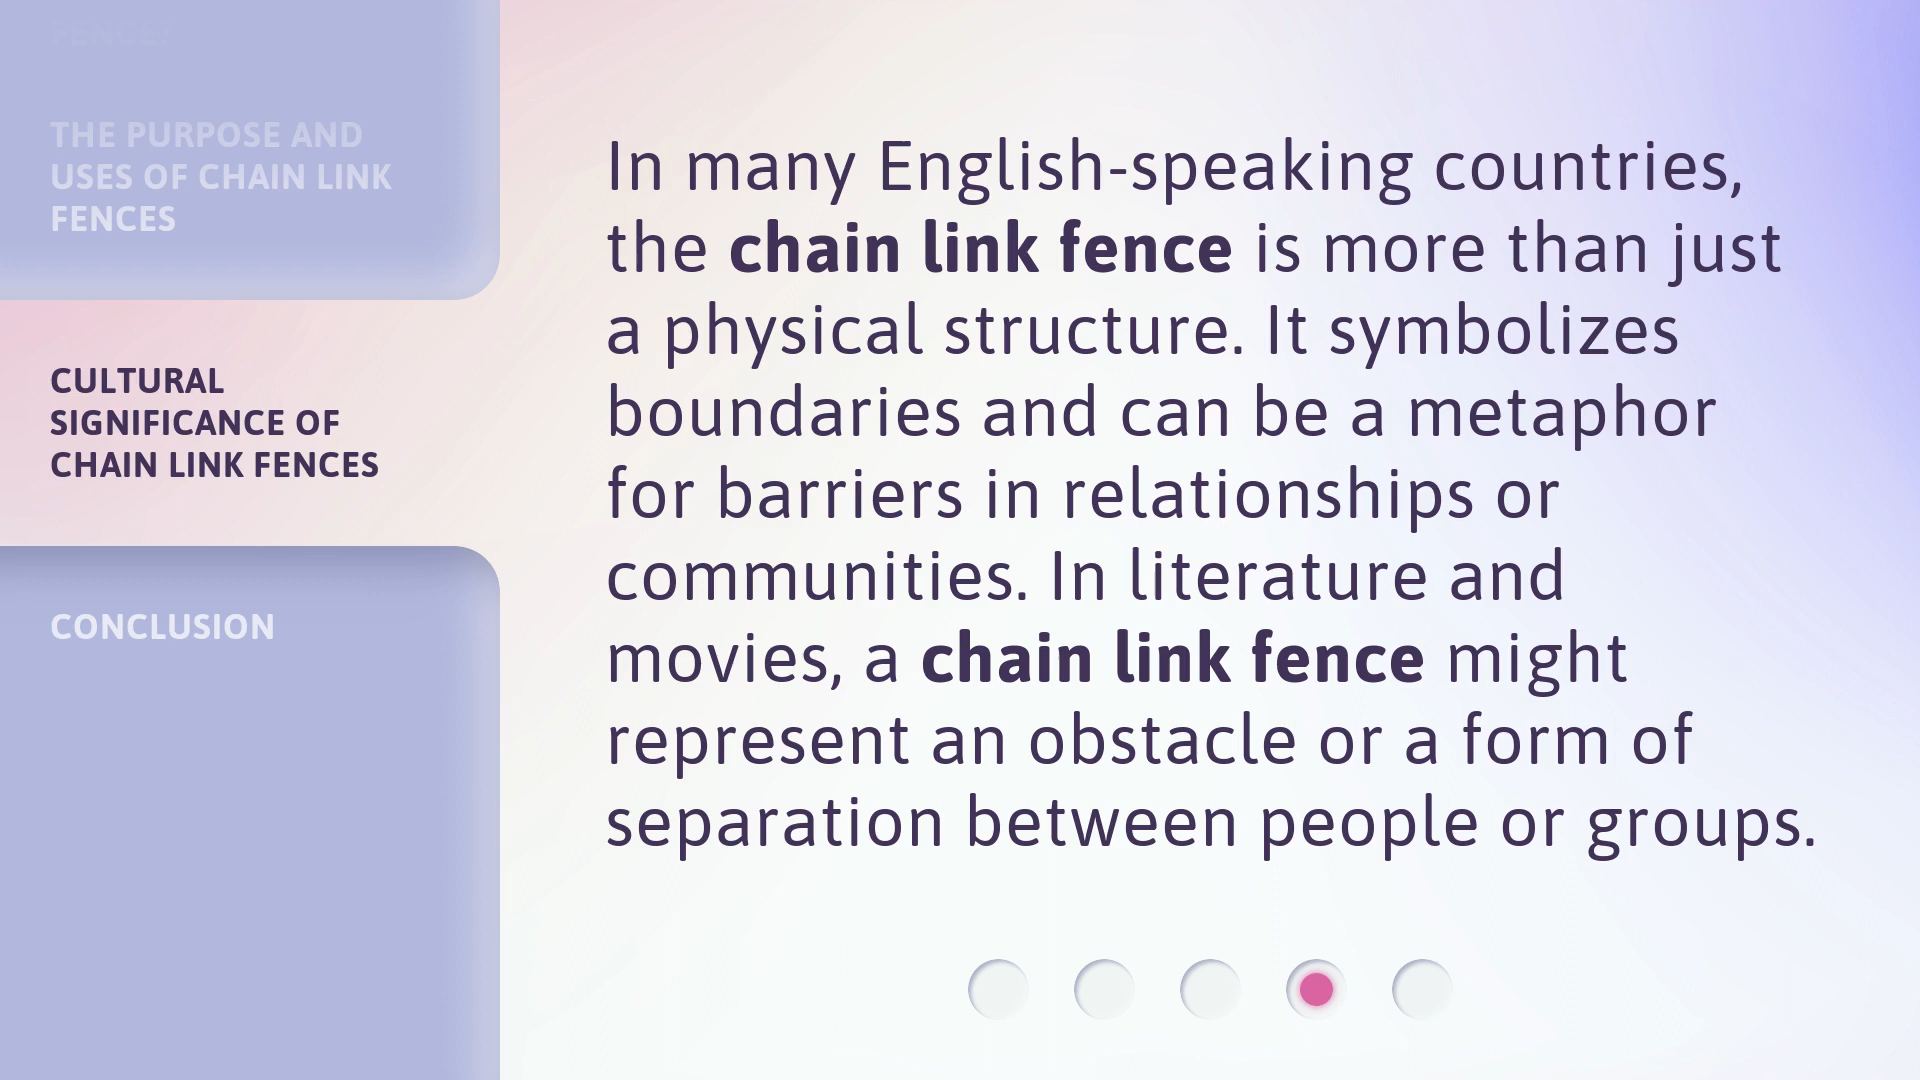 FENCE?
THE PURPOSE AND
USES OF CHAIN LINK
FENCES
CULTURAL
SIGNIFICANCE OF
CHAIN LINK FENCES
CONCLUSION
In many English-speaking countries,
the chain link fence is more than just
a physical structure. It symbolizes
boundaries and can be a metaphor
for barriers in relationships or
communities. In literature and
movies, a chain link fence might
represent an obstacle or a form of
separation between people or groups.